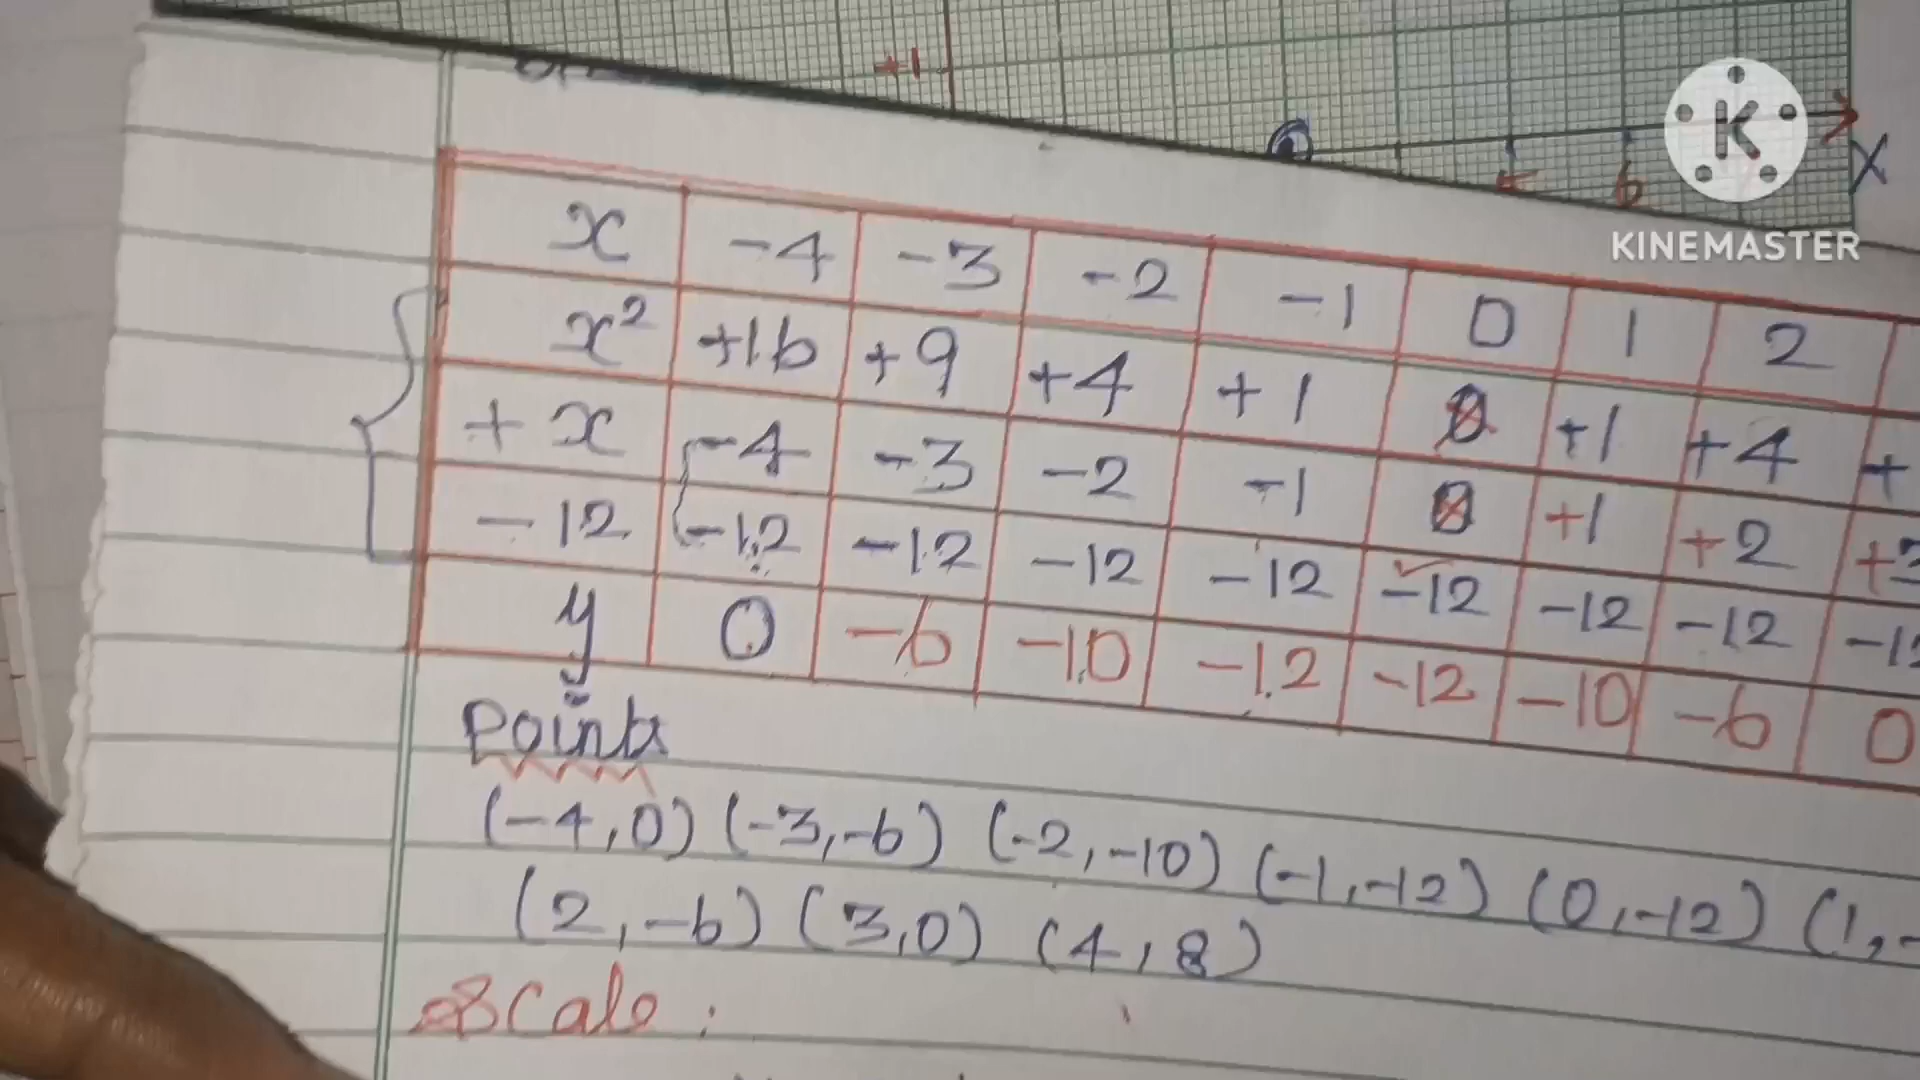 +1
6
X
K
KINEMASTER
x -4 -3 -2 -1 0 1 2
x² +16 +9 +4 +1 0 +1 +4 +
+ x -4 -3 -2 -1 0 +1 +2 +3
-12 -12 -12 -12 -12 -12 -12 -12 -12
y 0 -6 -10 -12 -12 -10 -6 0
Points
(-4,0) (-3,-6) (-2,-10) (-1,-12) (0,-12) (1,-
(2,-6) (3,0) (4,8)
Scale: